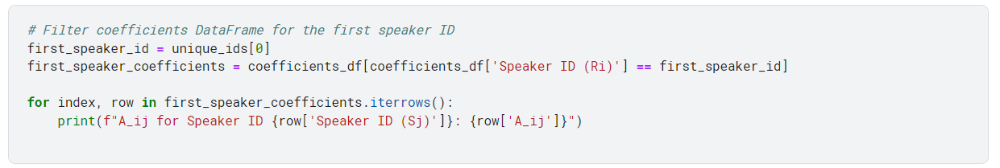 # Filter coefficients DataFrame for the first speaker ID
first_speaker_id = unique_ids[0]
first_speaker_coefficients = coefficients_df[coefficients_df['Speaker ID (Ri)'] == first_speaker_id]
for index, row in first_speaker_coefficients.iterrows():
    print(f"A_ij for Speaker ID {row['Speaker ID (Sj)']}: {row['A_ij']}")